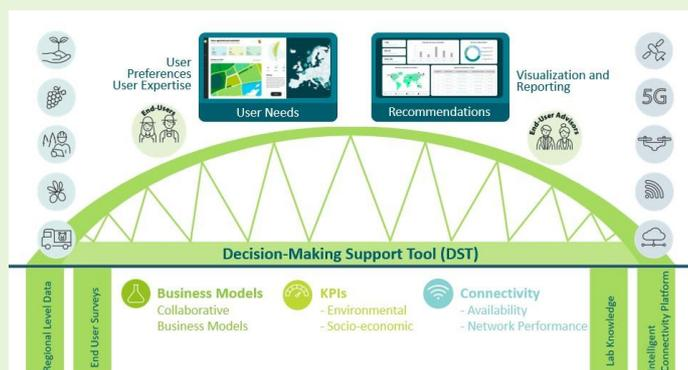 User
Preferences
User Expertise
User Needs
Recommendations
Visualization and
Reporting
End-Users
End-User Advisors
5G
Decision-Making Support Tool (DST)
Regional Level Data
End User Surveys
Business Models
Collaborative
Business Models
KPIs
- Environmental
- Socio-economic
Connectivity
- Availability
- Network Performance
Lab Knowledge
Intelligent
Connectivity Platform